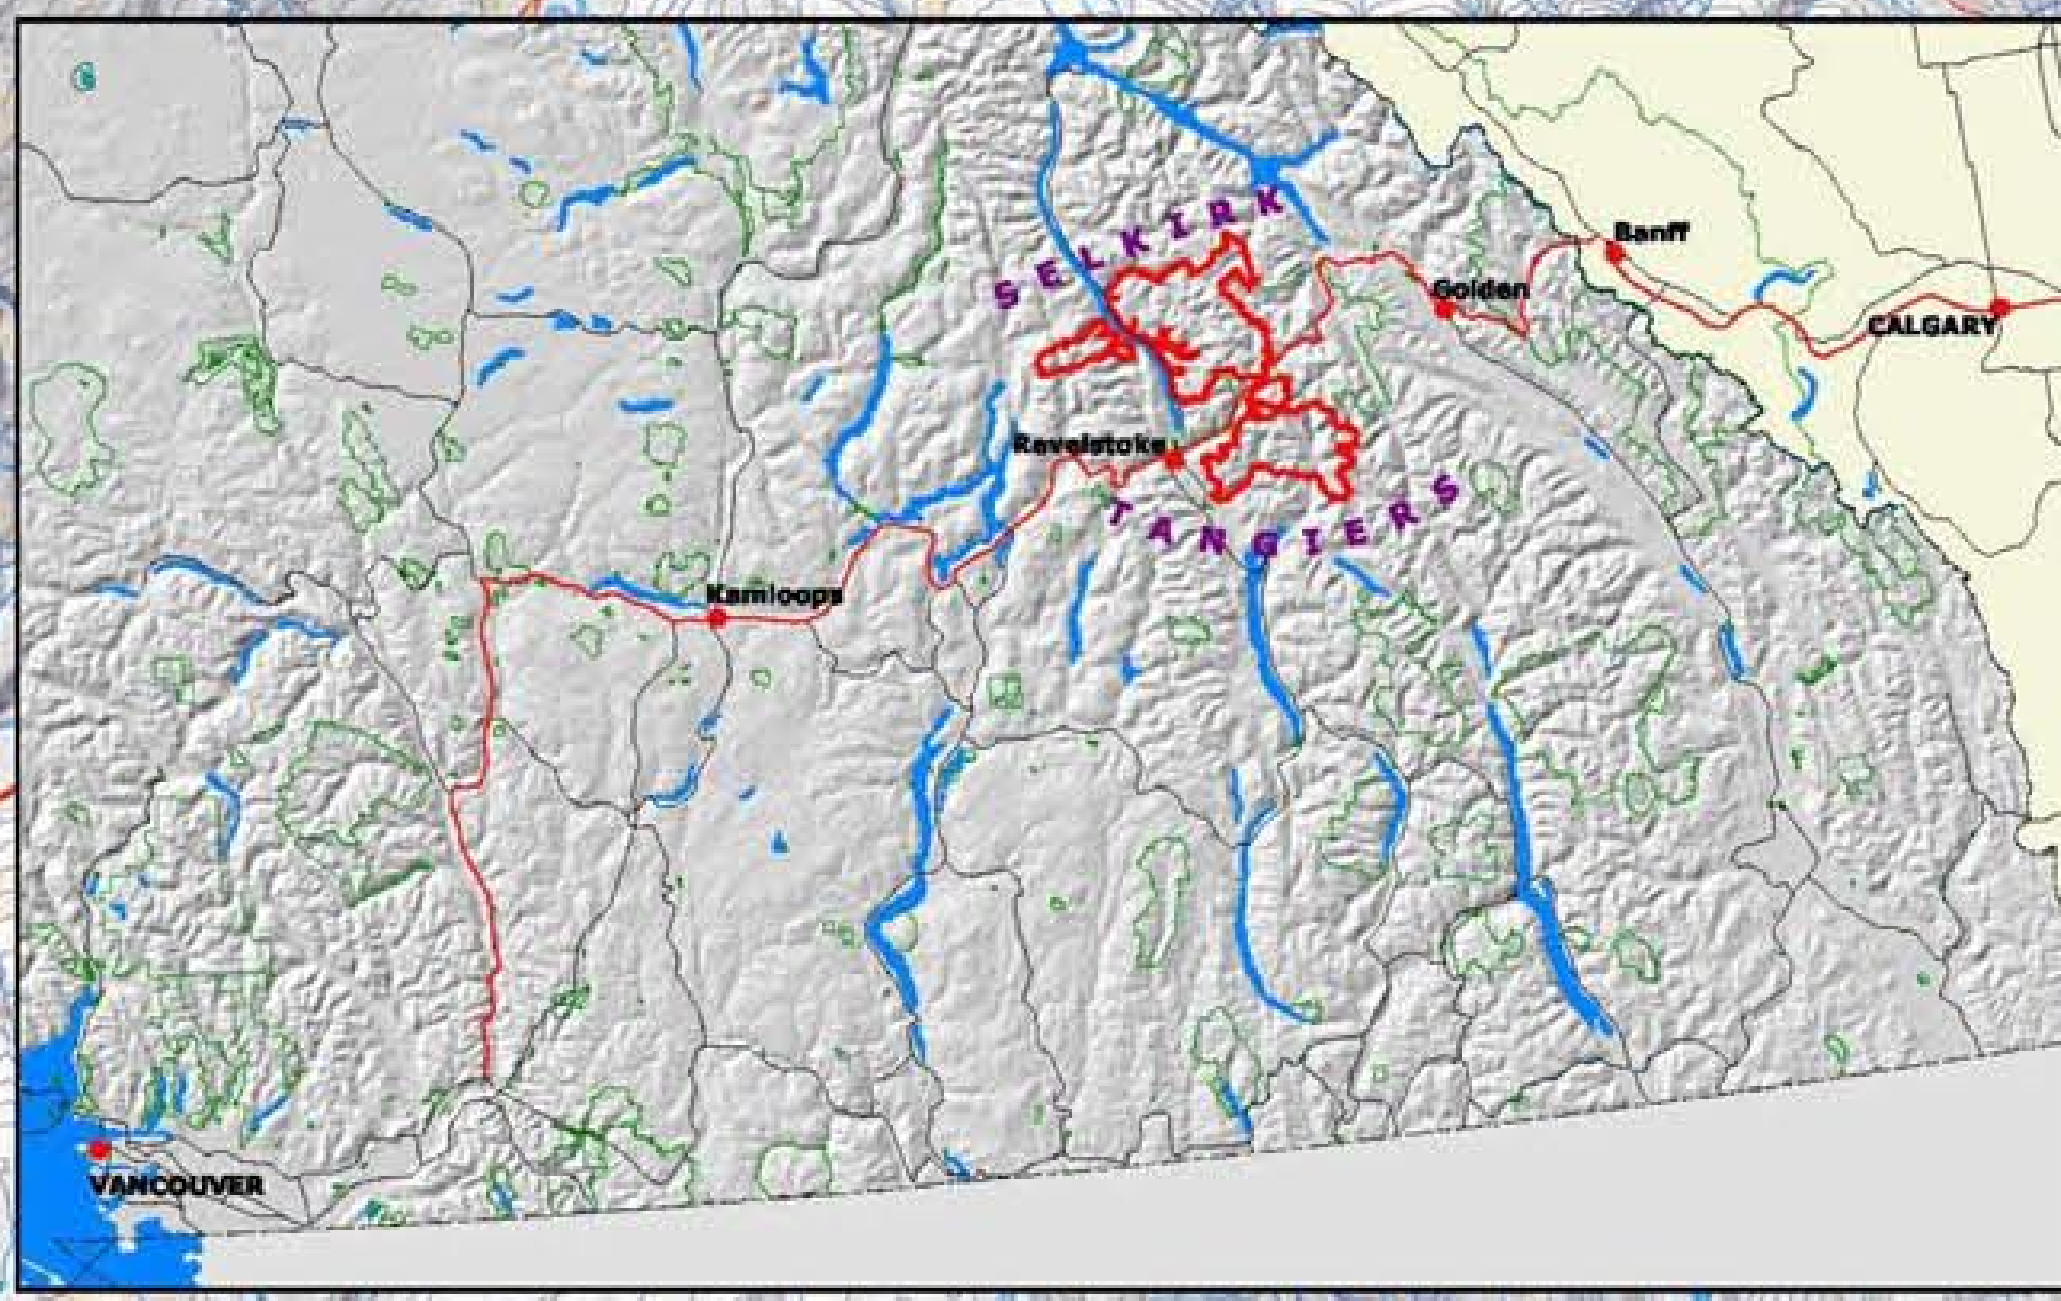 SELKIRK
Banff
Golden
CALGARY
Revelstoke
TANGIERS
Kamloops
VANCOUVER